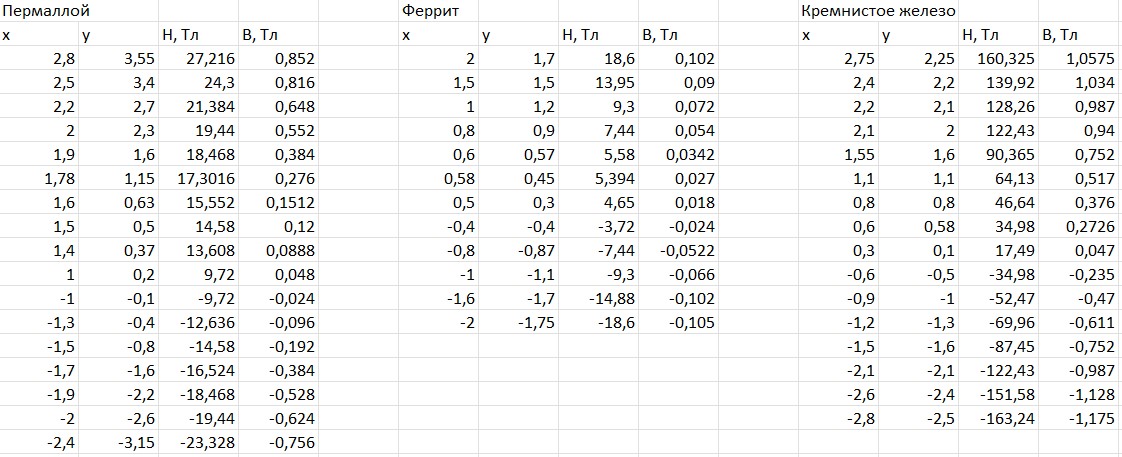 Пермаллой Феррит Кремнистое железо
x y H, Тл B, Тл x y H, Тл B, Тл x y H, Тл B, Тл
2,8 3,55 27,216 0,852 2 1,7 18,6 0,102 2,75 2,25 160,325 1,0575
2,5 3,4 24,3 0,816 1,5 1,5 13,95 0,09 2,4 2,2 139,92 1,034
2,2 2,7 21,384 0,648 1 1,2 9,3 0,072 2,2 2,1 128,26 0,987
2 2,3 19,44 0,552 0,8 0,9 7,44 0,054 2,1 2 122,43 0,94
1,9 1,6 18,468 0,384 0,6 0,57 5,58 0,0342 1,55 1,6 90,365 0,752
1,78 1,15 17,3016 0,276 0,58 0,45 5,394 0,027 1,1 1,1 64,13 0,517
1,6 0,63 15,552 0,1512 0,5 0,3 4,65 0,018 0,8 0,8 46,64 0,376
1,5 0,5 14,58 0,12 -0,4 -0,4 -3,72 -0,024 0,6 0,58 34,98 0,2726
1,4 0,37 13,608 0,0888 -0,8 -0,87 -7,44 -0,0522 0,3 0,1 17,49 0,047
1 0,2 9,72 0,048 -1 -1,1 -9,3 -0,066 -0,6 -0,5 -34,98 -0,235
-1 -0,1 -9,72 -0,024 -1,6 -1,7 -14,88 -0,102 -0,9 -1 -52,47 -0,47
-1,3 -0,4 -12,636 -0,096 -2 -1,75 -18,6 -0,105 -1,2 -1,3 -69,96 -0,611
-1,5 -0,8 -14,58 -0,192 -1,5 -1,6 -87,45 -0,752
-1,7 -1,6 -16,524 -0,384 -2,1 -2,1 -122,43 -0,987
-1,9 -2,2 -18,468 -0,528 -2,6 -2,4 -151,58 -1,128
-2 -2,6 -19,44 -0,624 -2,8 -2,5 -163,24 -1,175
-2,4 -3,15 -23,328 -0,756